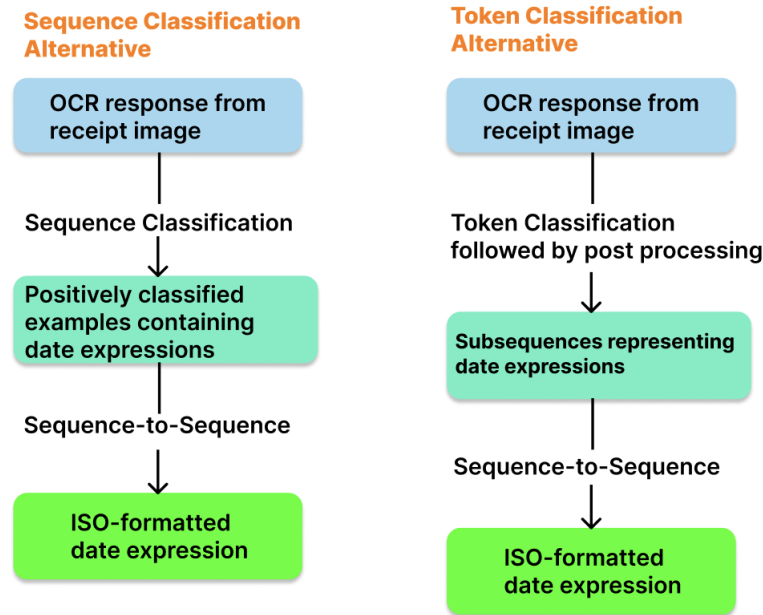 Sequence Classification
Alternative
OCR response from
receipt image
Sequence Classification
Positively classified
examples containing
date expressions
Sequence-to-Sequence
ISO-formatted
date expression
Token Classification
Alternative
OCR response from
receipt image
Token Classification
followed by post processing
Subsequences representing
date expressions
Sequence-to-Sequence
ISO-formatted
date expression